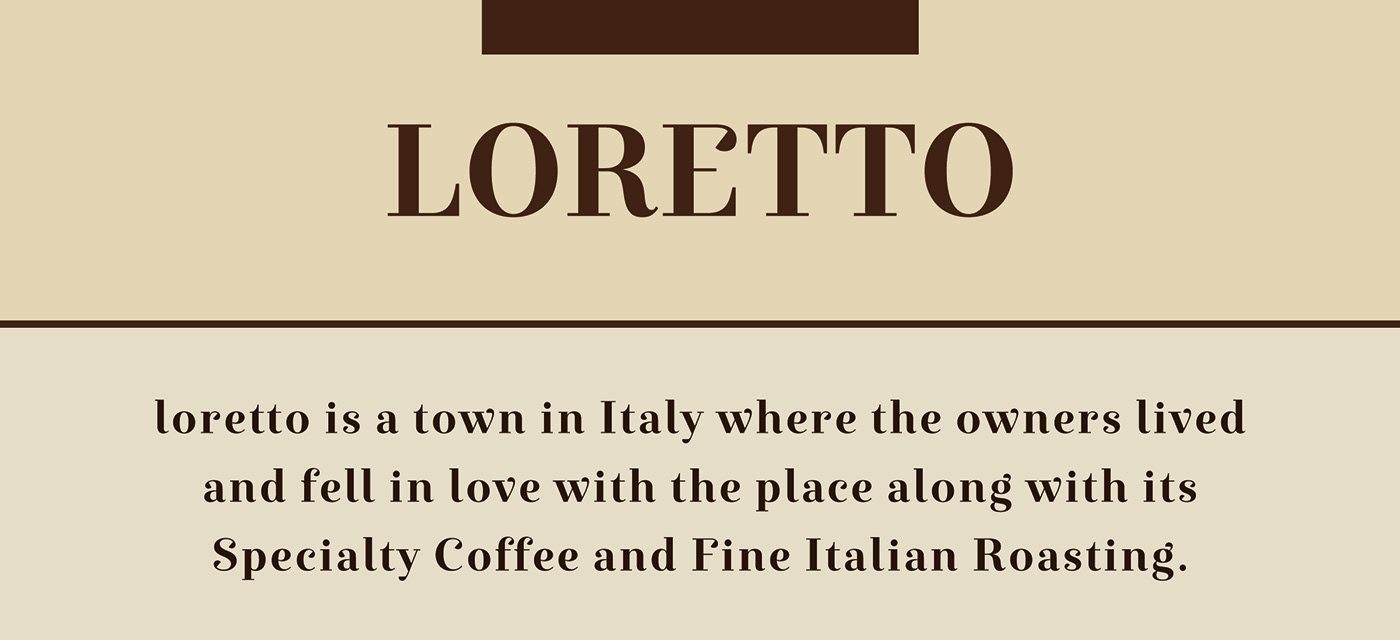 LORETTO
loretto is a town in Italy where the owners lived
and fell in love with the place along with its
Specialty Coffee and Fine Italian Roasting.